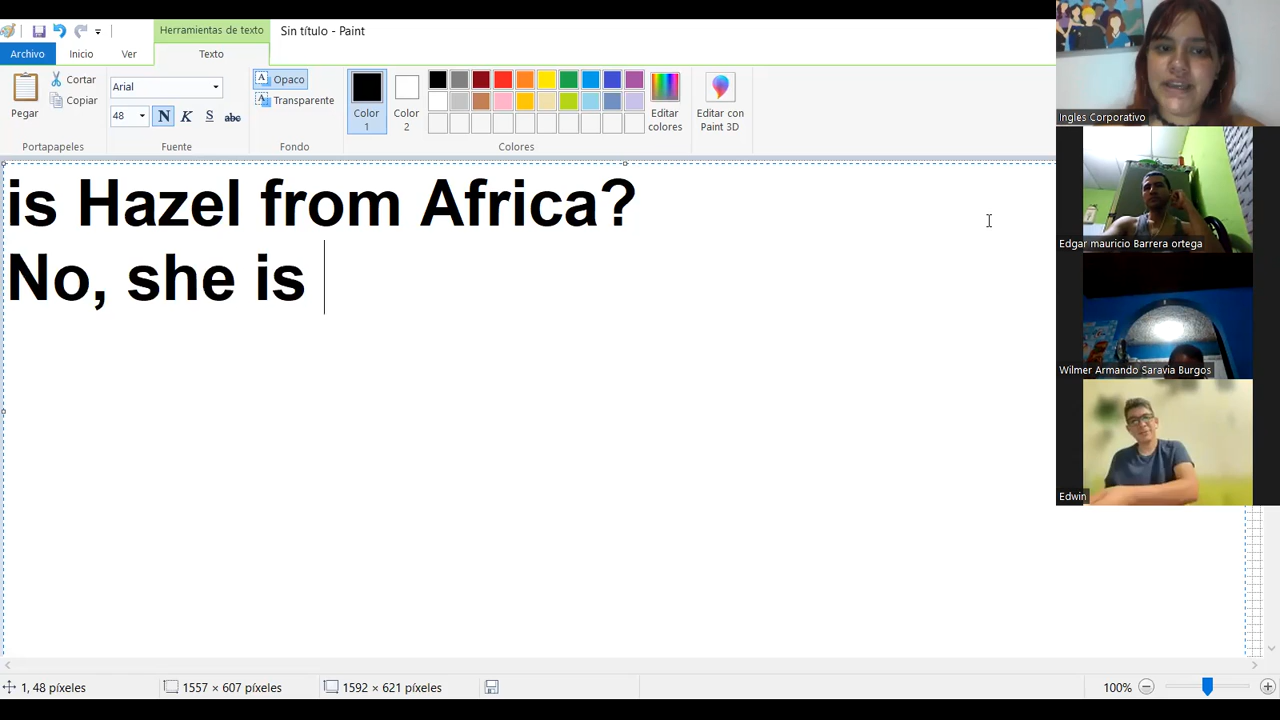 Herramientas de texto
Sin título - Paint
Archivo
Inicio
Ver
Texto
Pegar
Cortar
Copiar
Portapapeles
Arial
48
N K S abc
Fuente
A Opaco
A Transparente
Fondo
Color 1
Color 2
Editar colores
Editar con Paint 3D
Colores
is Hazel from Africa?
No, she is
Ingles Corporativo
Edgar mauricio Barrera ortega
Wilmer Armando Saravia Burgos
Edwin
1, 48 píxeles
1557 × 607 píxeles
1592 × 621 píxeles
100%